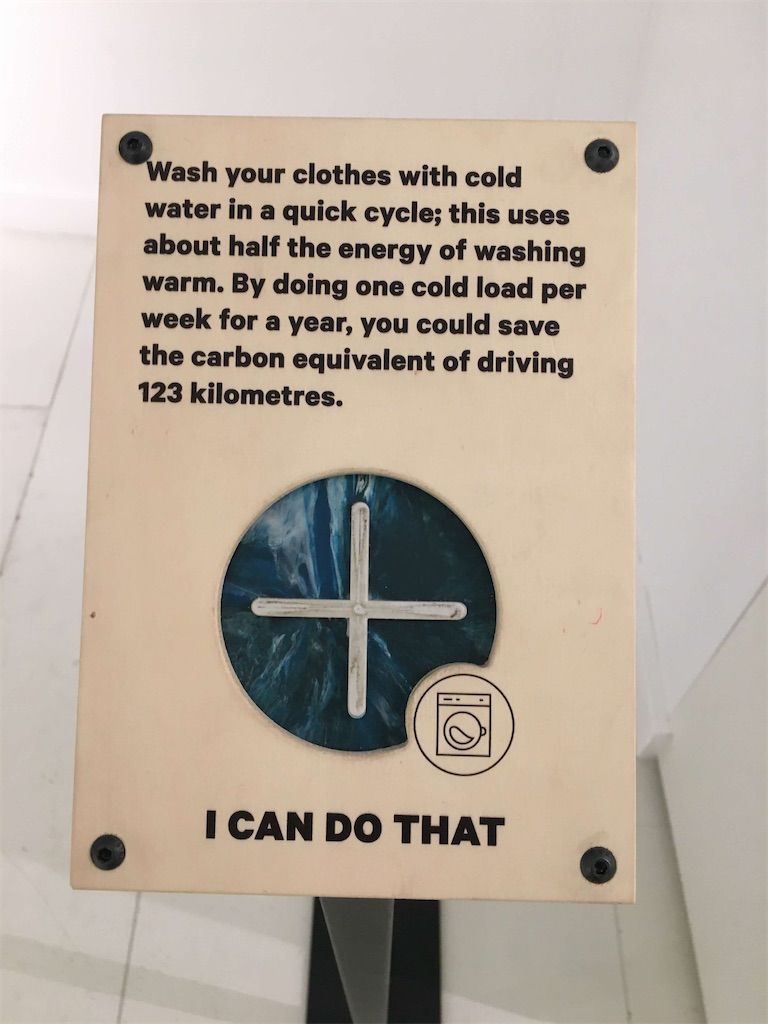 Wash your clothes with cold
water in a quick cycle; this uses
about half the energy of washing
warm. By doing one cold load per
week for a year, you could save
the carbon equivalent of driving
123 kilometres.
I CAN DO THAT